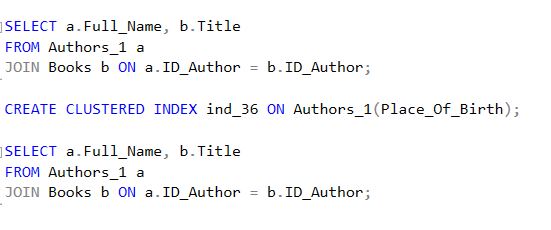 SELECT a.Full_Name, b.Title
FROM Authors_1 a
JOIN Books b ON a.ID_Author = b.ID_Author;
CREATE CLUSTERED INDEX ind_36 ON Authors_1(Place_Of_Birth);
SELECT a.Full_Name, b.Title
FROM Authors_1 a
JOIN Books b ON a.ID_Author = b.ID_Author;